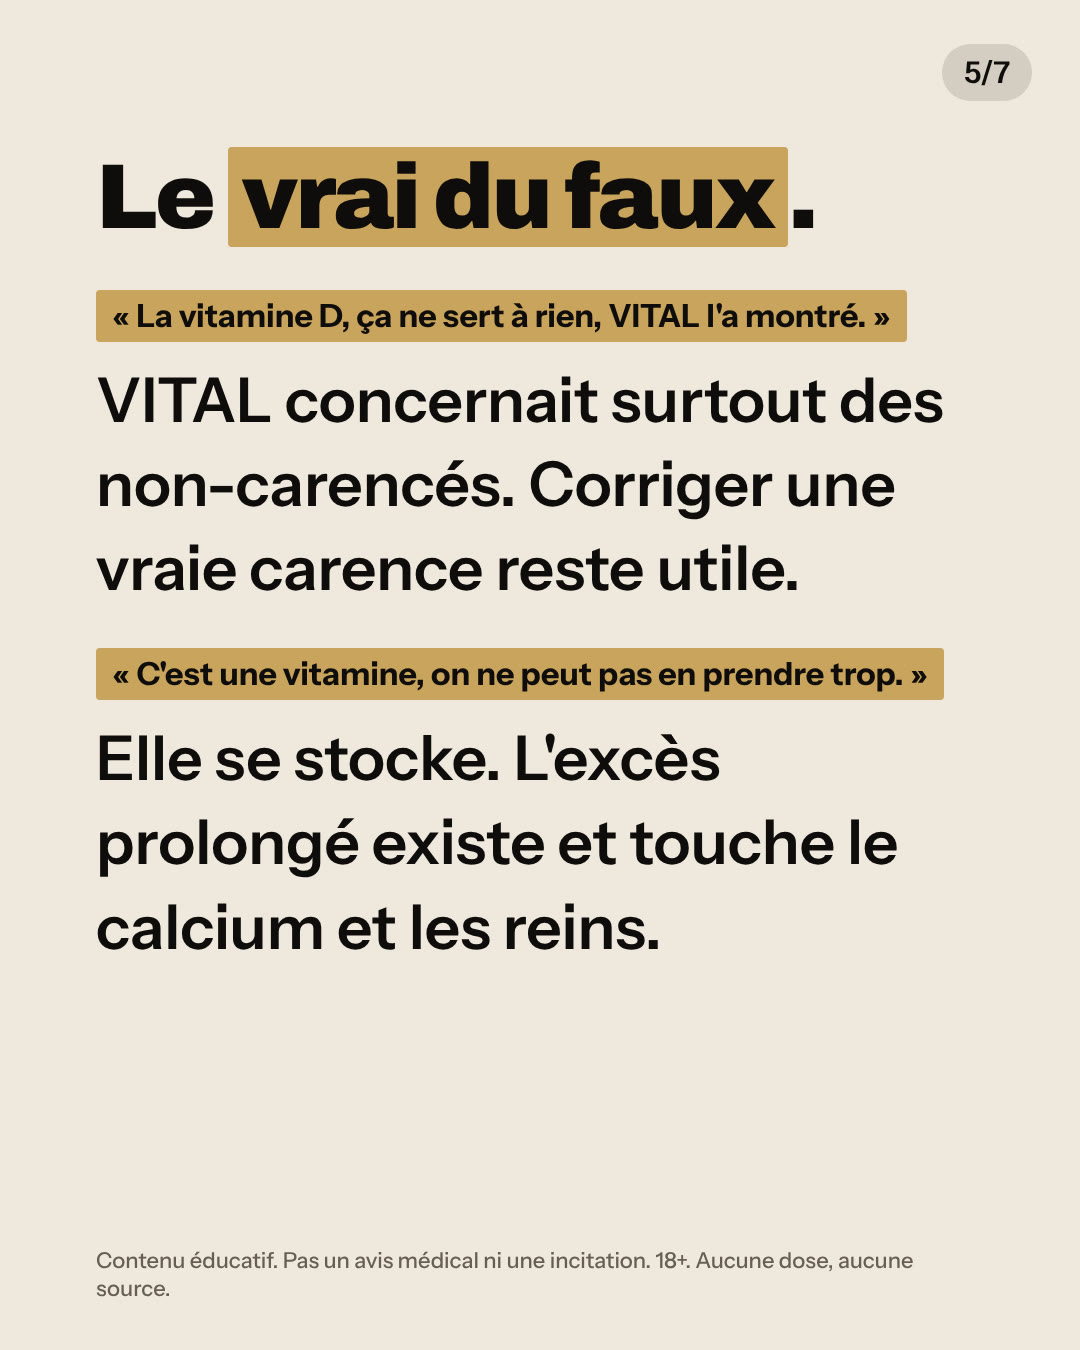 5/7
Le vrai du faux.
« La vitamine D, ça ne sert à rien, VITAL l'a montré. »
VITAL concernait surtout des
non-carencés. Corriger une
vraie carence reste utile.
« C'est une vitamine, on ne peut pas en prendre trop. »
Elle se stocke. L'excès
prolongé existe et touche le
calcium et les reins.
Contenu éducatif. Pas un avis médical ni une incitation. 18+. Aucune dose, aucune
source.